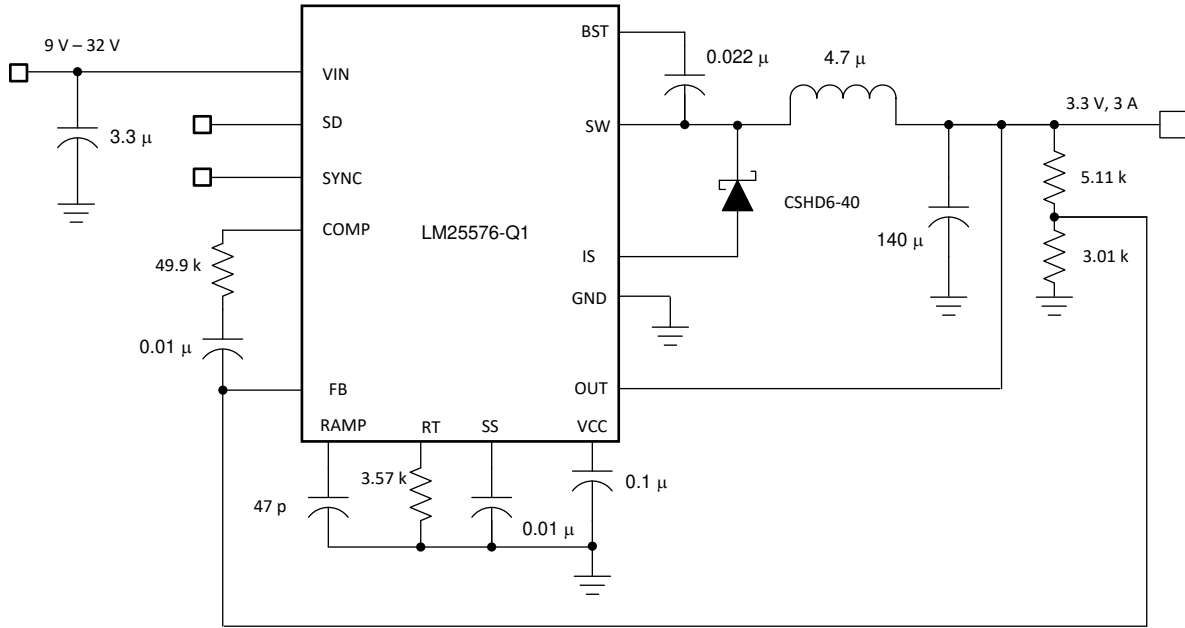 9 V – 32 V
VIN
3.3 μ
SD
SYNC
COMP
49.9 k
0.01 μ
FB
LM25576-Q1
BST
0.022 μ
4.7 μ
SW
3.3 V, 3 A
CSHD6-40
5.11 k
140 μ
3.01 k
IS
GND
OUT
RAMP
RT
SS
VCC
47 p
3.57 k
0.01 μ
0.1 μ